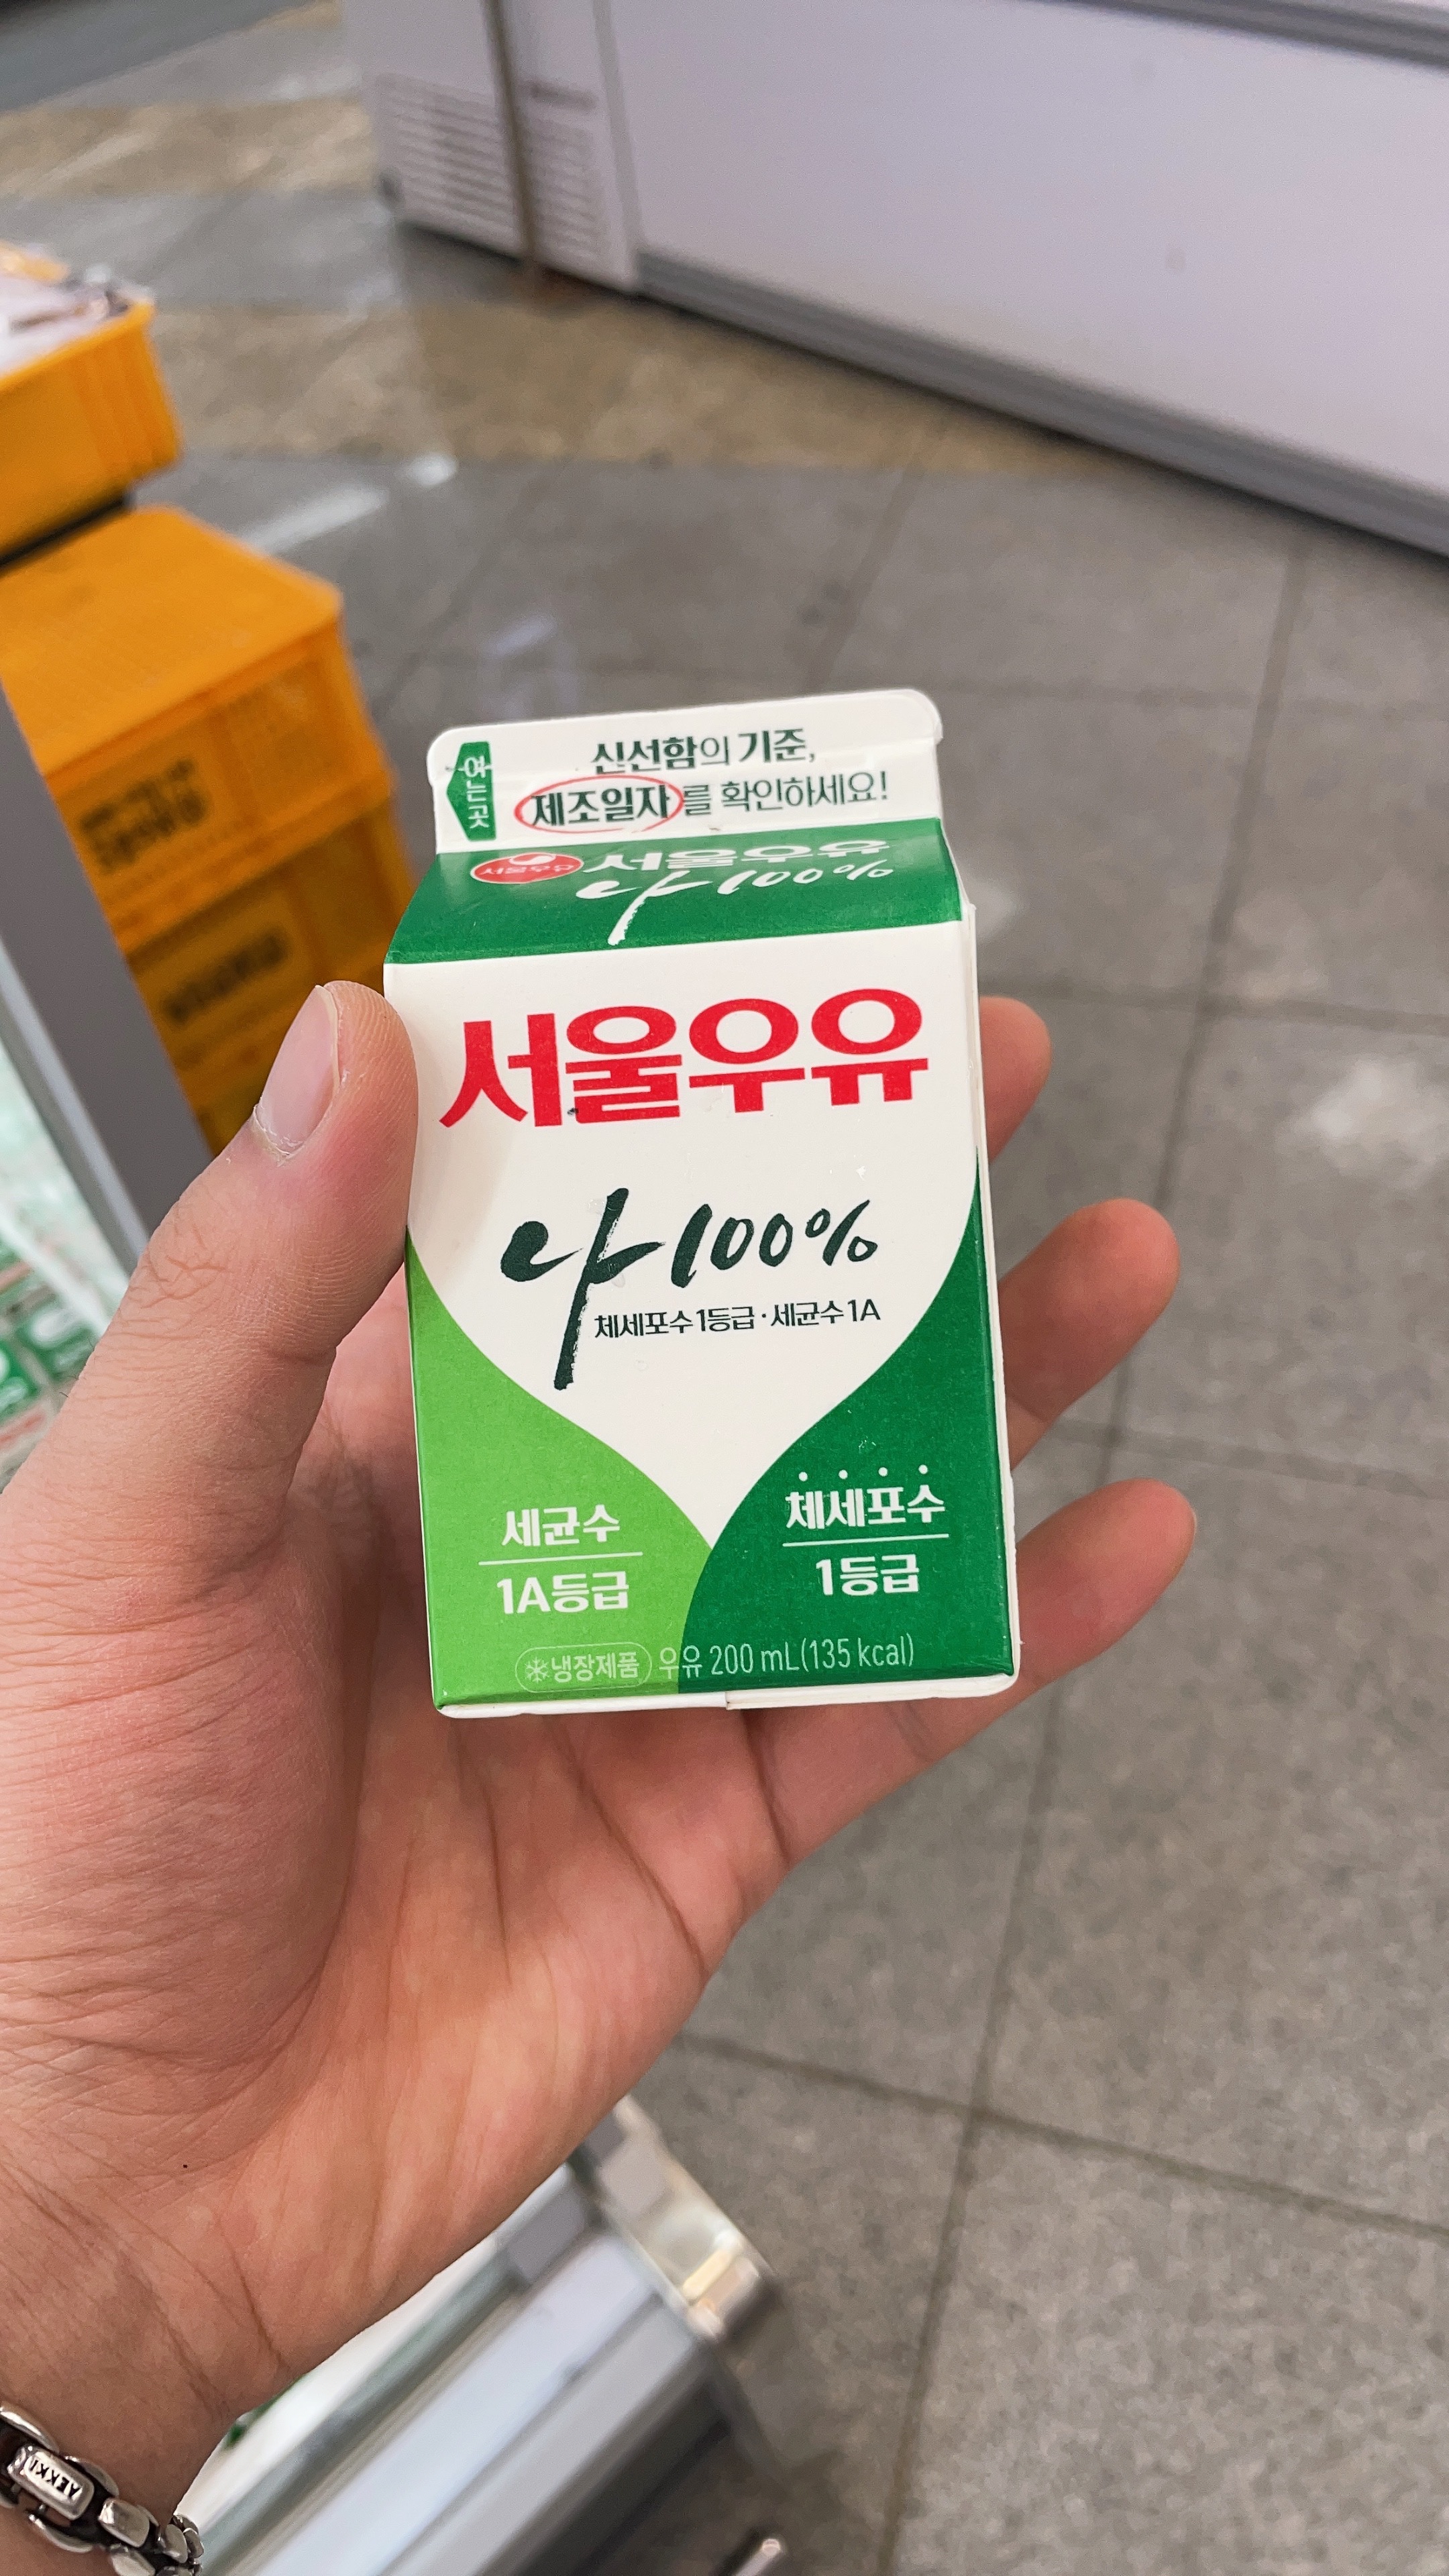 신선함의 기준,
제조일자를 확인하세요!
여는곳
서울우유 서울우유
나100%
서울우유
나100%
체세포수1등급·세균수1A
세균수
1A등급
체세포수
1등급
냉장제품 우유 200 mL(135 kcal)